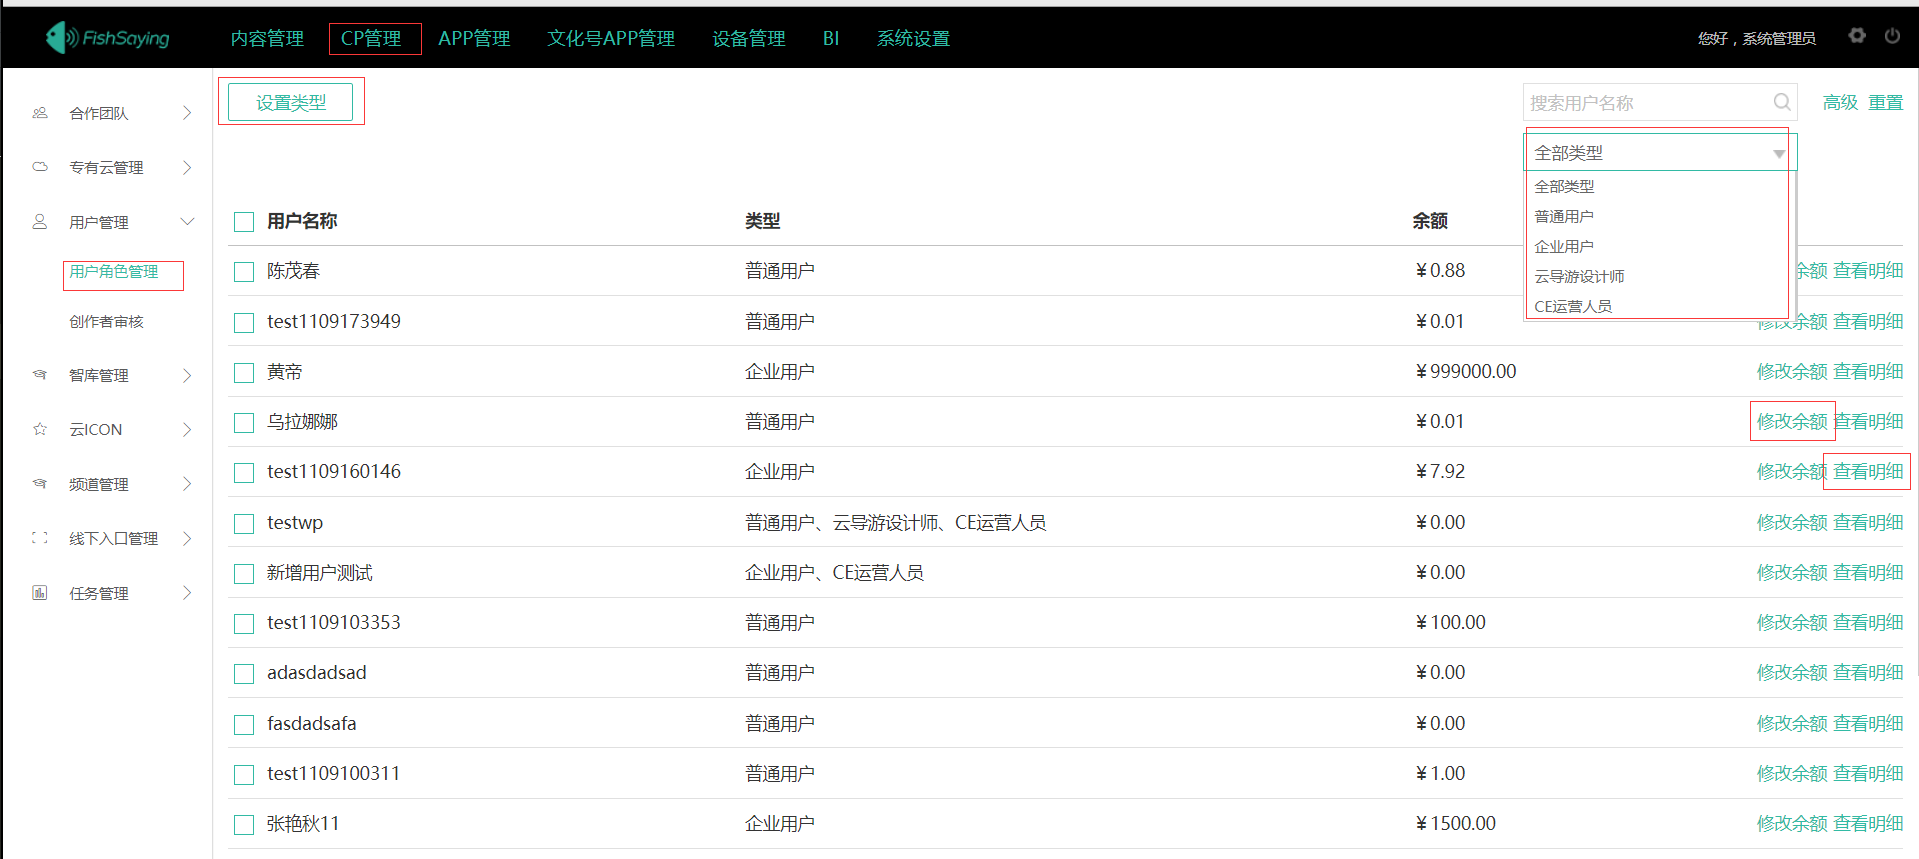 FishSaying 内容管理 CP管理 APP管理 文化号APP管理 设备管理 BI 系统设置 您好，系统管理员
合作团队
专有云管理
用户管理
用户角色管理
创作者审核
智库管理
云ICON
频道管理
线下入口管理
任务管理
设置类型
搜索用户名称 高级 重置
全部类型
全部类型
普通用户
企业用户
云导游设计师
CE运营人员
用户名称 类型 余额
陈茂春 普通用户 ¥0.88 余额 查看明细
test1109173949 普通用户 ¥0.01 修改余额 查看明细
黄帝 企业用户 ¥999000.00 修改余额 查看明细
乌拉娜娜 普通用户 ¥0.01 修改余额 查看明细
test1109160146 企业用户 ¥7.92 修改余额 查看明细
testwp 普通用户、云导游设计师、CE运营人员 ¥0.00 修改余额 查看明细
新增用户测试 企业用户、CE运营人员 ¥0.00 修改余额 查看明细
test1109103353 普通用户 ¥100.00 修改余额 查看明细
adasdadsad 普通用户 ¥0.00 修改余额 查看明细
fasdadsafa 普通用户 ¥0.00 修改余额 查看明细
test1109100311 普通用户 ¥1.00 修改余额 查看明细
张艳秋11 企业用户 ¥1500.00 修改余额 查看明细